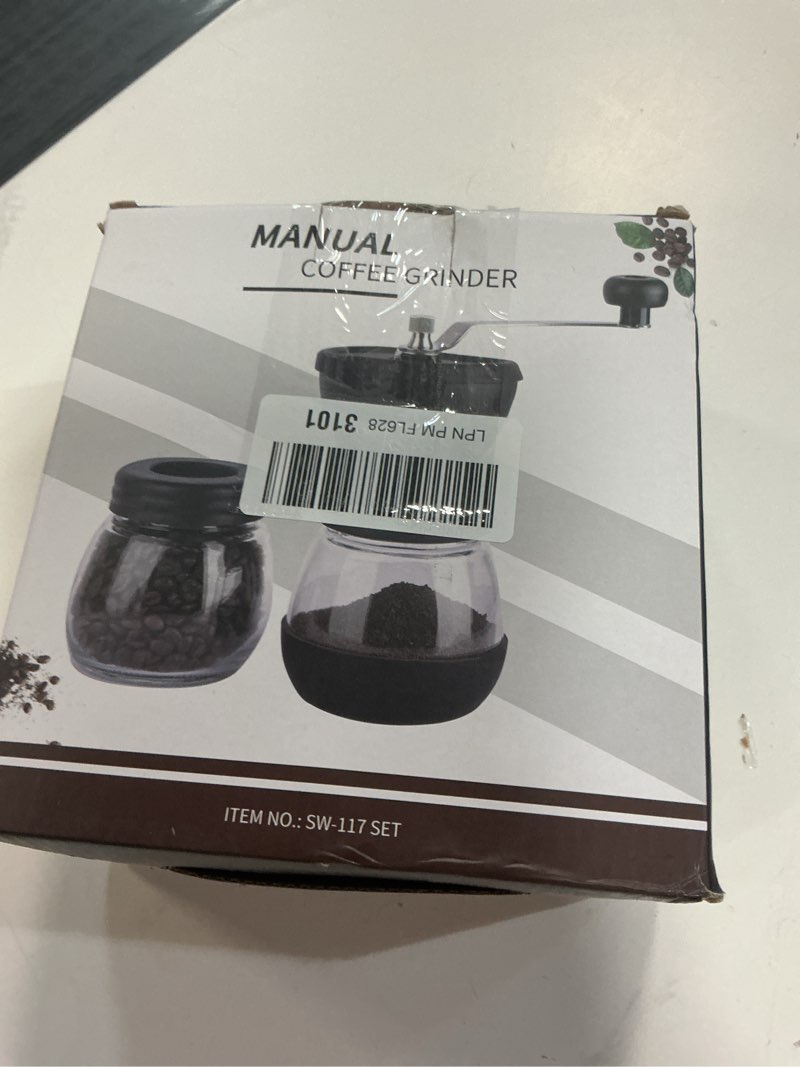 MANUAL
COFFEE GRINDER
LPN PM FL628 3101
ITEM NO.: SW-117 SET